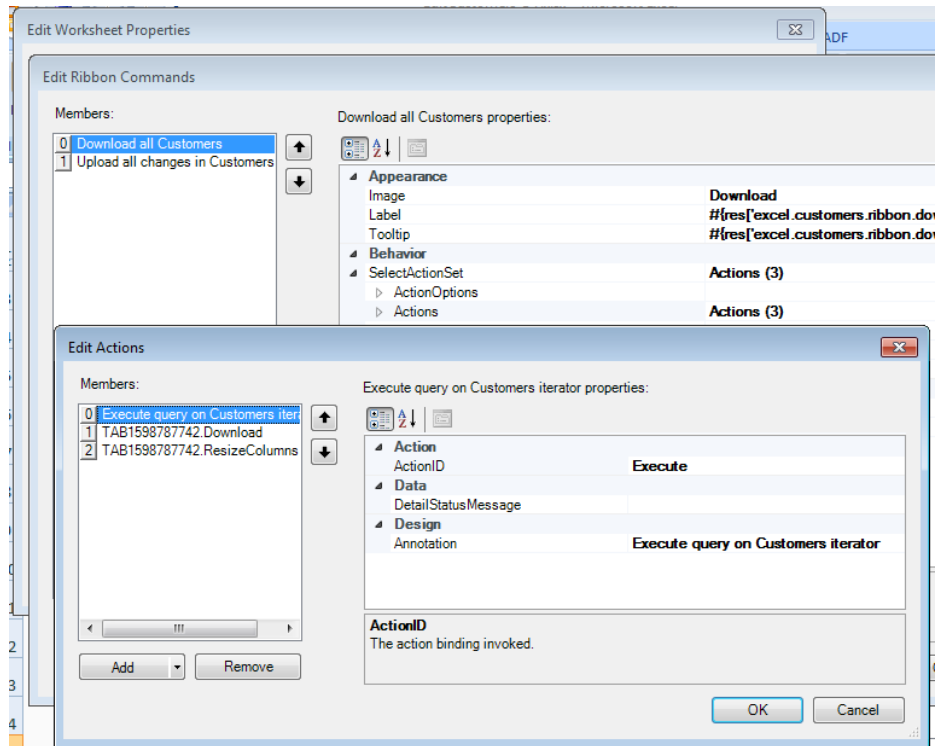 Edit Worksheet Properties
ADF
Edit Ribbon Commands
Members:
Download all Customers properties:
0 Download all Customers
1 Upload all changes in Customers
Appearance
Image Download
Label #{res['excel.customers.ribbon.dov
Tooltip #{res['excel.customers.ribbon.dov
Behavior
SelectActionSet Actions (3)
ActionOptions
Actions Actions (3)
Edit Actions
Members:
Execute query on Customers iterator properties:
0 Execute query on Customers itera
1 TAB1598787742.Download
2 TAB1598787742.ResizeColumns
Action
ActionID Execute
Data
DetailStatusMessage
Design
Annotation Execute query on Customers iterator
ActionID
The action binding invoked.
Add Remove
OK Cancel
2
3
4